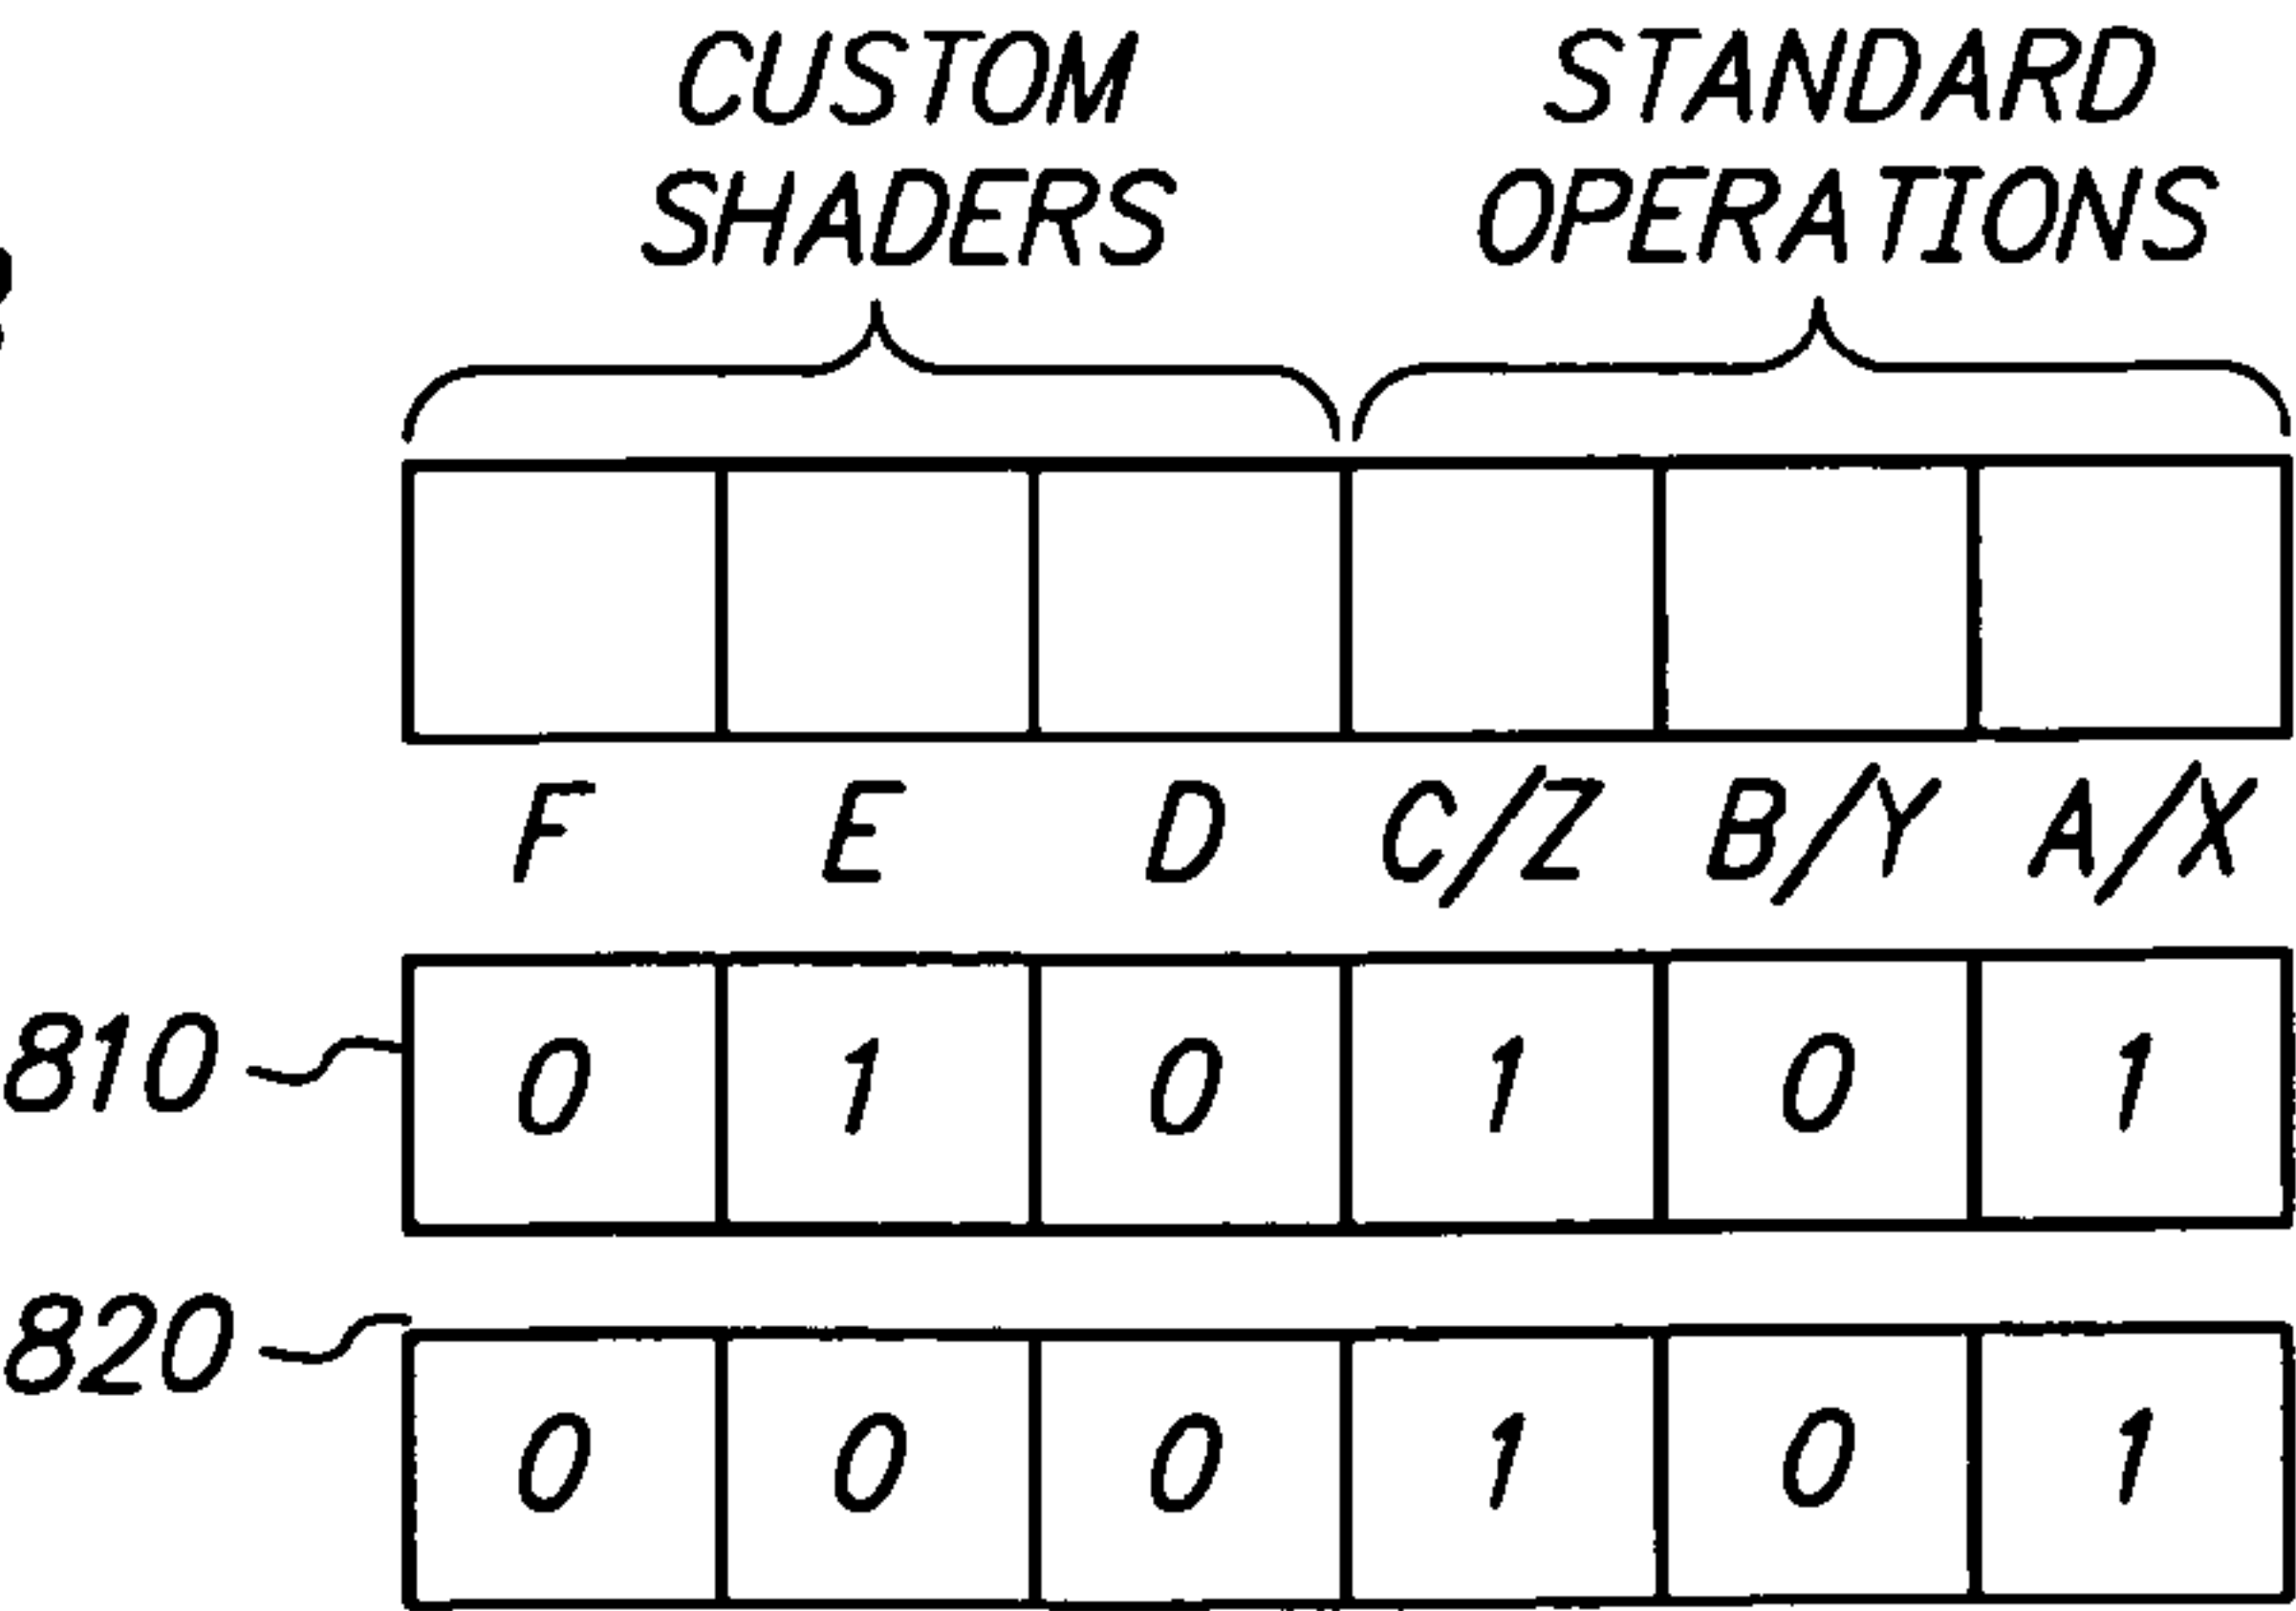 CUSTOM SHADERS
STANDARD OPERATIONS
F E D C/Z B/Y A/X
810 0 1 0 1 0 1
820 0 0 0 1 0 1